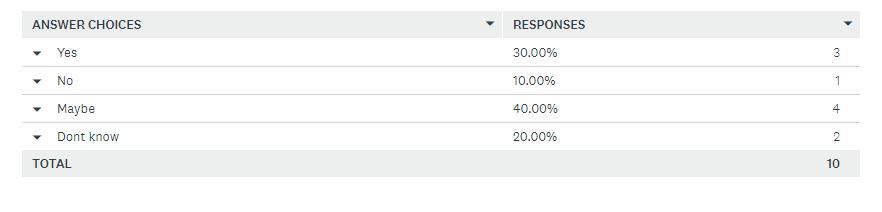 ANSWER CHOICES RESPONSES
Yes 30.00% 3
No 10.00% 1
Maybe 40.00% 4
Dont know 20.00% 2
TOTAL 10